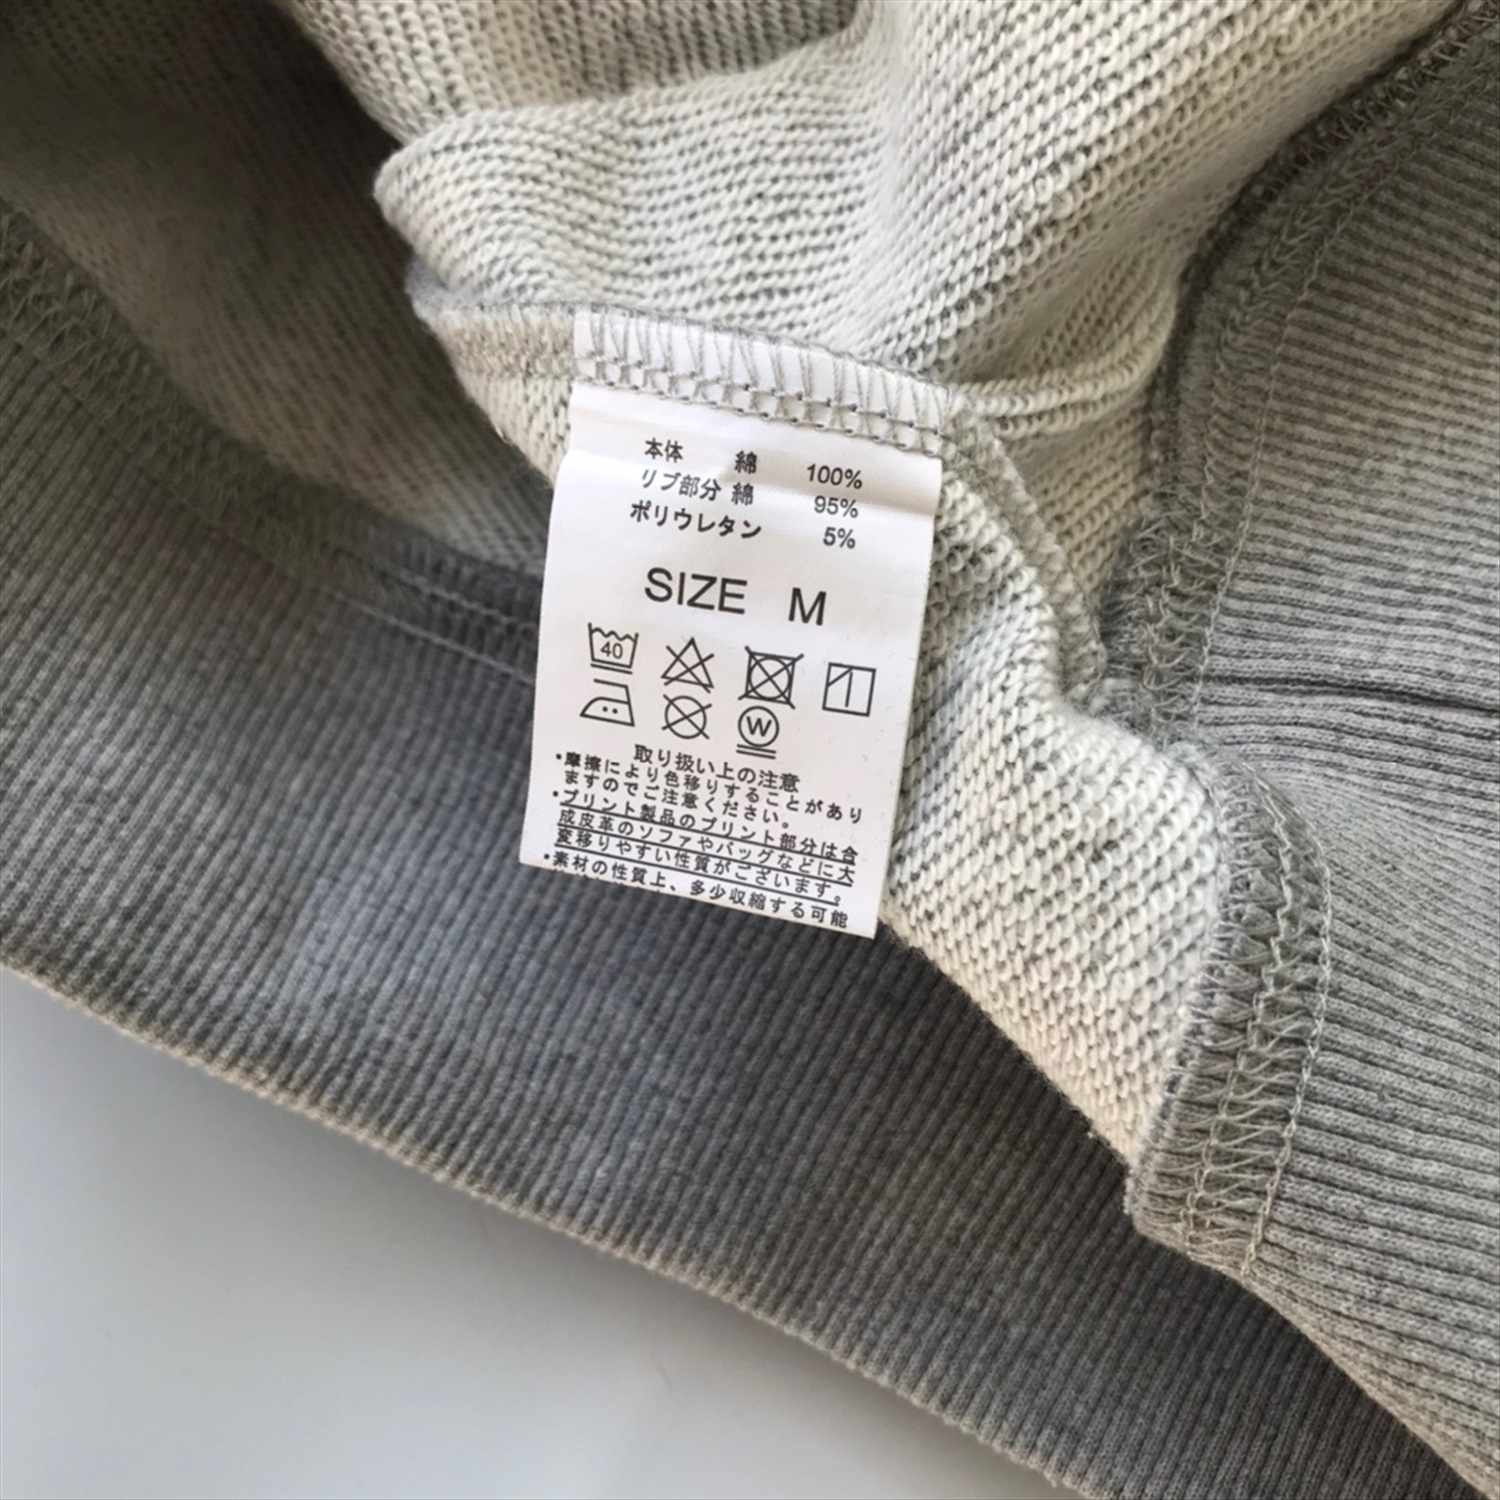 本体 綿 100%
リブ部分 綿 95%
ポリウレタン 5%
SIZE M
40
W
取り扱い上の注意
・摩擦により色移りすることがあり
ますのでご注意ください。
・プリント製品のプリント部分は合
成皮革のソファやバッグなどに大
変移りやすい性質がございます。
・素材の性質上、多少収縮する可能